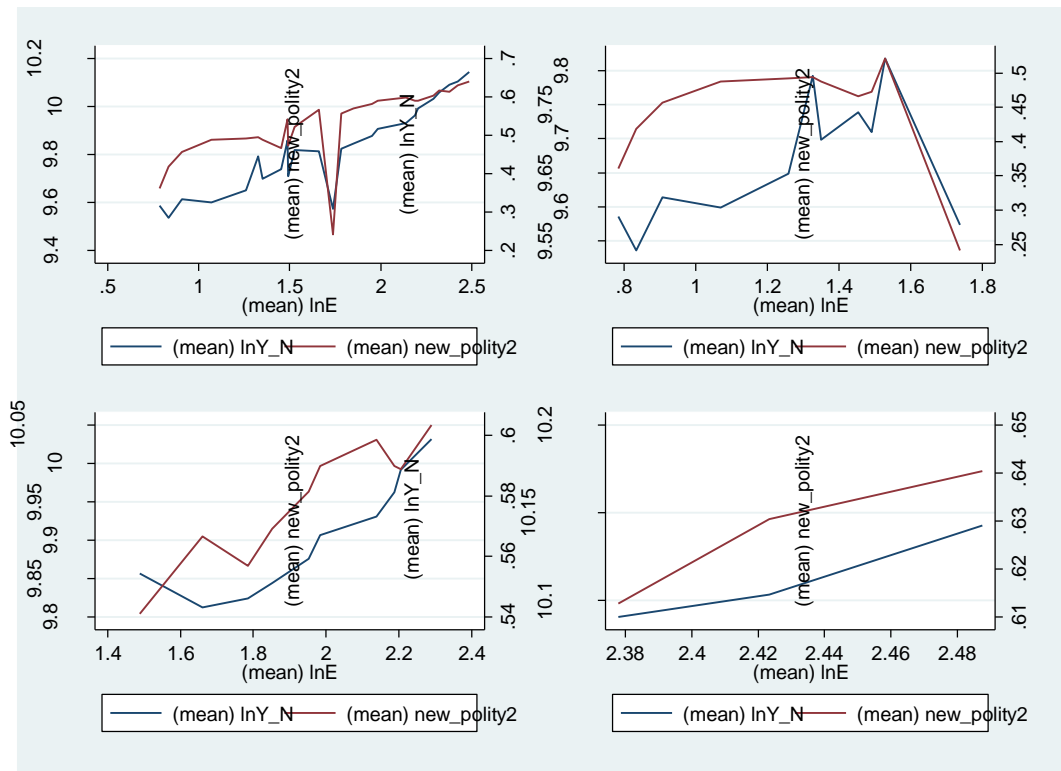 10.2
10
9.8
9.6
9.4
(mean) new_polity2
(mean) lnY_N
.7
.6
.5
.4
.3
.2
.5 1 1.5 2 2.5
(mean) lnE
(mean) lnY_N (mean) new_polity2
9.8
9.75
9.7
9.65
9.6
9.55
(mean) new_polity2
.5
.45
.4
.35
.3
.25
.8 1 1.2 1.4 1.6 1.8
(mean) lnE
(mean) lnY_N (mean) new_polity2
10.05
10
9.95
9.9
9.85
9.8
(mean) new_polity2
(mean) lnY_N
.6
.58
.56
.54
1.4 1.6 1.8 2 2.2 2.4
(mean) lnE
(mean) lnY_N (mean) new_polity2
10.2
10.15
10.1
(mean) new_polity2
.65
.64
.63
.62
.61
2.38 2.4 2.42 2.44 2.46 2.48
(mean) lnE
(mean) lnY_N (mean) new_polity2